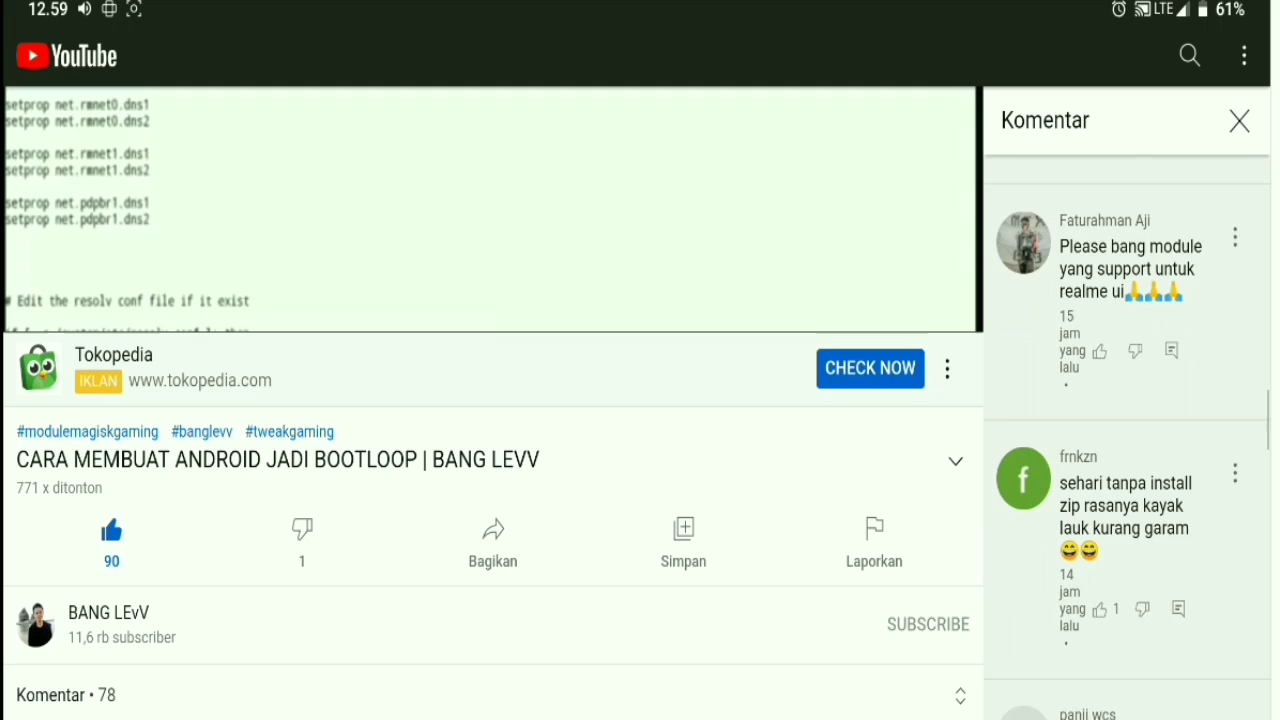 12.59
LTE
61%
YouTube
setprop net.rmnet0.dns1
setprop net.rmnet0.dns2
setprop net.rmnet1.dns1
setprop net.rmnet1.dns2
setprop net.pdpbr1.dns1
setprop net.pdpbr1.dns2
# Edit the resolv conf file if it exist
Tokopedia
IKLAN www.tokopedia.com
CHECK NOW
#modulemagiskgaming #banglevv #tweakgaming
CARA MEMBUAT ANDROID JADI BOOTLOOP | BANG LEVV
771 x ditonton
90
1
Bagikan
Simpan
Laporkan
BANG LEvV
11,6 rb subscriber
SUBSCRIBE
Komentar • 78
Komentar
Faturahman Aji
Please bang module
yang support untuk
realme ui🙏🙏🙏
15
jam
yang
lalu
frnkzn
f
sehari tanpa install
zip rasanya kayak
lauk kurang garam
😄😄
14
jam
yang
lalu
1
panji wcs